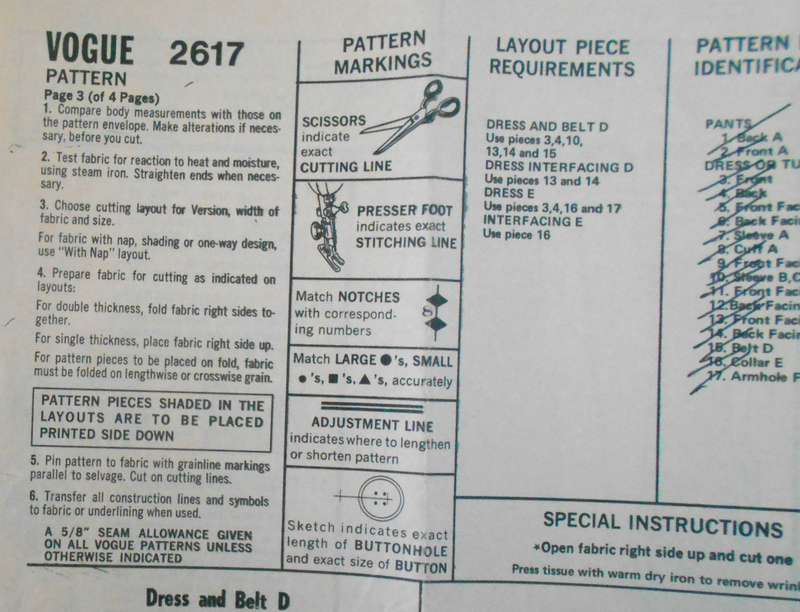 VOGUE 2617
PATTERN
Page 3 (of 4 Pages)
1. Compare body measurements with those on
the pattern envelope. Make alterations if neces-
sary, before you cut.
2. Test fabric for reaction to heat and moisture,
using steam iron. Straighten ends when neces-
sary.
3. Choose cutting layout for Version, width of
fabric and size.
For fabric with nap, shading or one-way design,
use "With Nap" layout.
4. Prepare fabric for cutting as indicated on
layouts:
For double thickness, fold fabric right sides to-
gether.
For single thickness, place fabric right side up.
For pattern pieces to be placed on fold, fabric
must be folded on lengthwise or crosswise grain.
PATTERN PIECES SHADED IN THE
LAYOUTS ARE TO BE PLACED
PRINTED SIDE DOWN
5. Pin pattern to fabric with grainline markings
parallel to selvage. Cut on cutting lines.
6. Transfer all construction lines and symbols
to fabric or underlining when used.
A 5/8" SEAM ALLOWANCE GIVEN
ON ALL VOGUE PATTERNS UNLESS
OTHERWISE INDICATED
PATTERN
MARKINGS
SCISSORS
indicate
exact
CUTTING LINE
PRESSER FOOT
indicates exact
STITCHING LINE
Match NOTCHES
with correspond-
ing numbers
8
Match LARGE ●'s, SMALL
●'s, ■'s, ▲'s, accurately
ADJUSTMENT LINE
indicates where to lengthen
or shorten pattern
Sketch indicates exact
length of BUTTONHOLE
and exact size of BUTTON
LAYOUT PIECE
REQUIREMENTS
DRESS AND BELT D
Use pieces 3,4,10,
13,14 and 15
DRESS INTERFACING D
Use pieces 13 and 14
DRESS E
Use pieces 3,4,16 and 17
INTERFACING E
Use piece 16
PATTERN
IDENTIFICA
PANTS
1. Back A
2. Front A
DRESS OR TU
3. Front
4. Back
5. Front Fac
6. Back Facin
7. Sleeve A
8. Cuff A
9. Front Faci
10. Sleeve B,C
11. Front Faci
12. Back Facin
13. Front Faci
14. Back Facin
15. Belt D
16. Collar E
17. Armhole F
SPECIAL INSTRUCTIONS
*Open fabric right side up and cut one
Press tissue with warm dry iron to remove wrink
Dress and Belt D